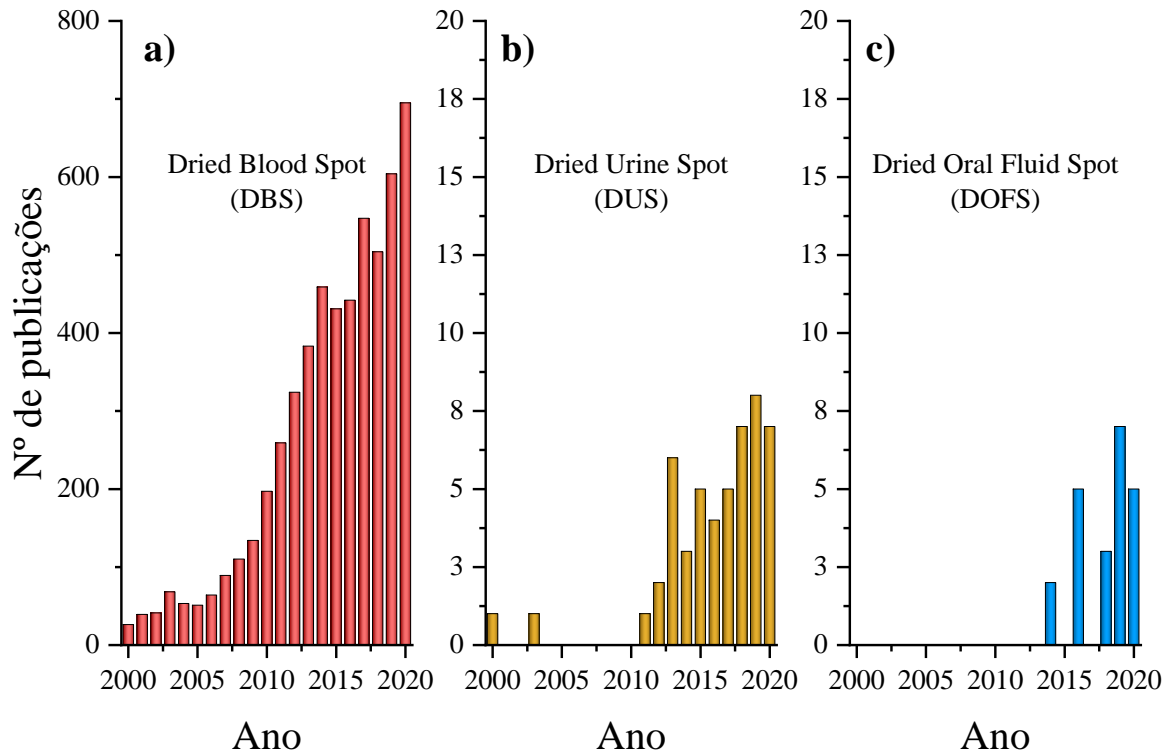 Nº de publicações
a)
Dried Blood Spot
(DBS)
800
600
400
200
0
2000 2005 2010 2015 2020
Ano
b)
Dried Urine Spot
(DUS)
20
18
15
13
10
8
5
3
0
2000 2005 2010 2015 2020
Ano
c)
Dried Oral Fluid Spot
(DOFS)
20
18
15
13
10
8
5
3
0
2000 2005 2010 2015 2020
Ano